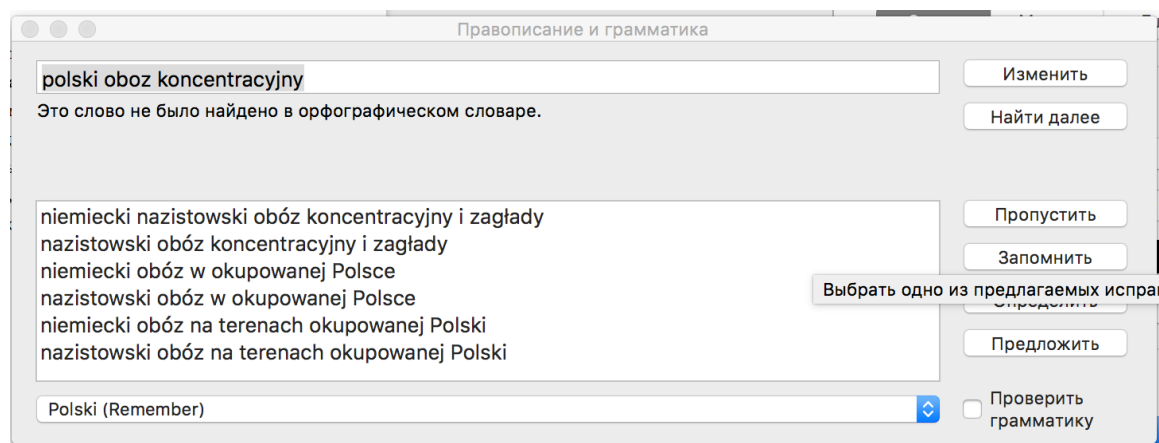 Правописание и грамматика
polski oboz koncentracyjny
Изменить
Это слово не было найдено в орфографическом словаре.
Найти далее
niemiecki nazistowski obóz koncentracyjny i zagłady
Пропустить
nazistowski obóz koncentracyjny i zagłady
niemiecki obóz w okupowanej Polsce
Запомнить
nazistowski obóz w okupowanej Polsce
Выбрать одно из предлагаемых
niemiecki obóz na terenach okupowanej Polski
nazistowski obóz na terenach okupowanej Polski
Предложить
Polski (Remember)
Проверить
грамматику